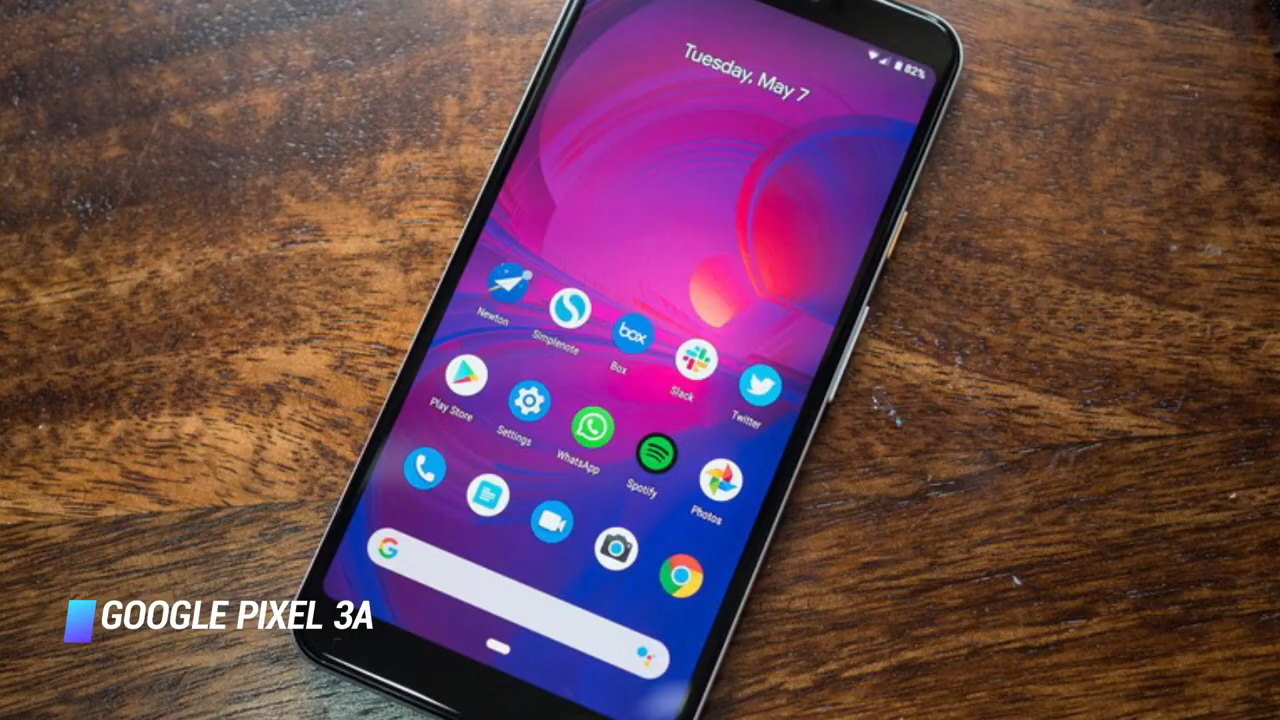 Tuesday, May 7
82%
Newton
Simplenote
box
Box
Slack
Twitter
Play Store
Settings
WhatsApp
Spotify
Photos
G
GOOGLE PIXEL 3A